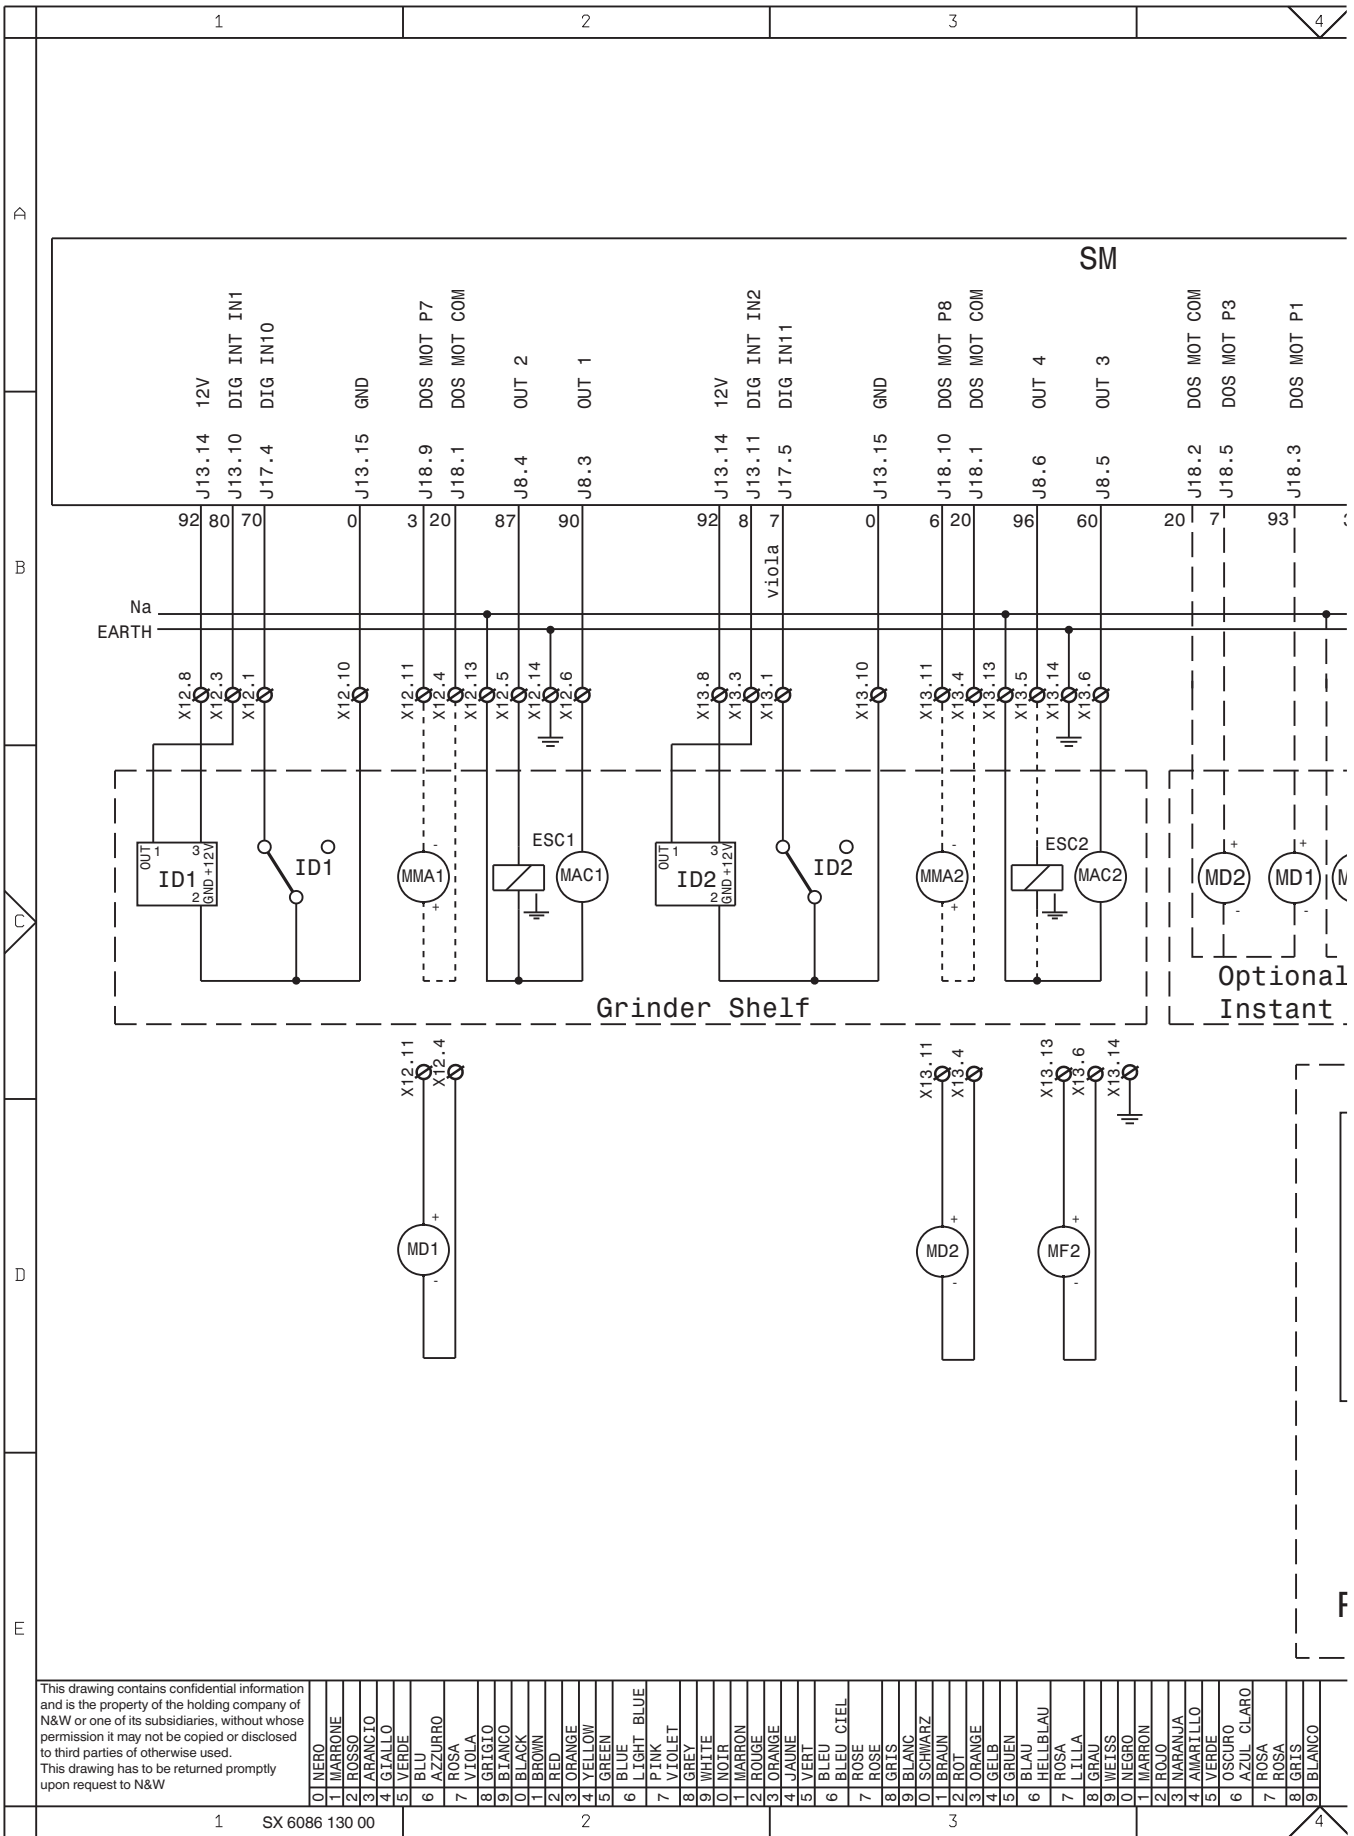 1 2 3 4
A
SM
12V
DIG INT IN1
DIG IN10
GND
DOS MOT P7
DOS MOT COM
OUT 2
OUT 1
12V
DIG INT IN2
DIG IN11
GND
DOS MOT P8
DOS MOT COM
OUT 4
OUT 3
DOS MOT COM
DOS MOT P3
DOS MOT P1
J13.14
J13.10
J17.4
J13.15
J18.9
J18.1
J8.4
J8.3
J13.14
J13.11
J17.5
J13.15
J18.10
J18.1
J8.6
J8.5
J18.2
J18.5
J18.3
92 80 70 0 3 20 87 90 92 8 7 0 6 20 96 60 20 7 93
B
viola
Na
EARTH
X12.8
X12.3
X12.1
X12.10
X12.11
X12.4
X12.13
X12.5
X12.14
X12.6
X13.8
X13.3
X13.1
X13.10
X13.11
X13.4
X13.13
X13.5
X13.14
X13.6
C
OUT 1 3 +12V
ID1
2 GND
ID1
-
MMA1
+
ESC1
MAC1
OUT 1 3 +12V
ID2
2 GND
ID2
-
MMA2
+
ESC2
MAC2
+
MD2
-
+
MD1
-
Grinder Shelf
Optional
Instant
X12.11
X12.4
X13.11
X13.4
X13.13
X13.6
X13.14
D
+
MD1
-
+
MD2
-
+
MF2
-
E
This drawing contains confidential information
and is the property of the holding company of
N&W or one of its subsidiaries, without whose
permission it may not be copied or disclosed
to third parties of otherwise used.
This drawing has to be returned promptly
upon request to N&W
0 NERO
1 MARRONE
2 ROSSO
3 ARANCIO
4 GIALLO
5 VERDE
6 BLU
AZZURRO
7 ROSA
VIOLA
8 GRIGIO
9 BIANCO
0 BLACK
1 BROWN
2 RED
3 ORANGE
4 YELLOW
5 GREEN
6 BLUE
LIGHT BLUE
7 PINK
VIOLET
8 GREY
9 WHITE
0 NOIR
1 MARRON
2 ROUGE
3 ORANGE
4 JAUNE
5 VERT
6 BLEU
BLEU CIEL
7 ROSE
ROSE
8 GRIS
9 BLANC
0 SCHWARZ
1 BRAUN
2 ROT
3 ORANGE
4 GELB
5 GRUEN
6 BLAU
HELLBLAU
7 ROSA
LILLA
8 GRAU
9 WEISS
0 NEGRO
1 MARRON
2 ROJO
3 NARANJA
4 AMARILLO
5 VERDE
6 OSCURO
AZUL CLARO
7 ROSA
ROSA
8 GRIS
9 BLANCO
1 SX 6086 130 00 2 3 4